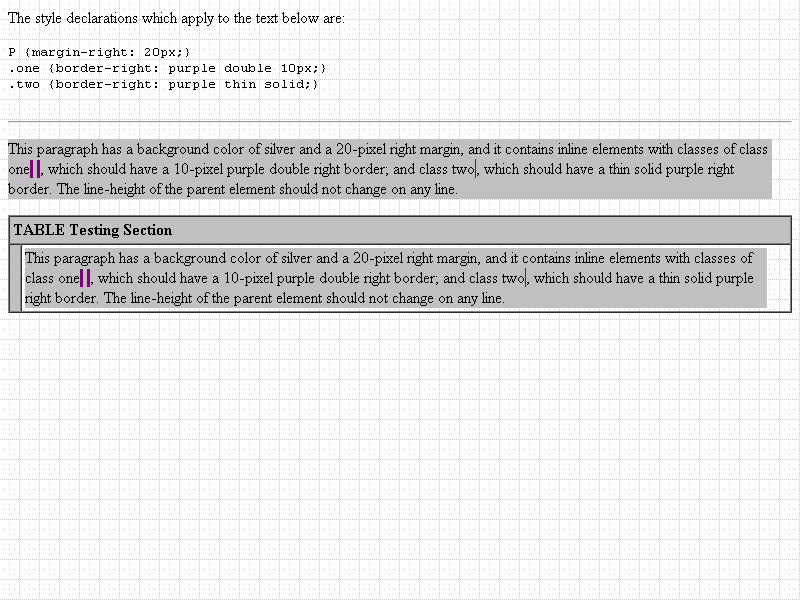 The style declarations which apply to the text below are:
P {margin-right: 20px;}
.one {border-right: purple double 10px;}
.two {border-right: purple thin solid;}
This paragraph has a background color of silver and a 20-pixel right margin, and it contains inline elements with classes of class
one, which should have a 10-pixel purple double right border; and class two, which should have a thin solid purple right
border. The line-height of the parent element should not change on any line.
TABLE Testing Section
This paragraph has a background color of silver and a 20-pixel right margin, and it contains inline elements with classes of
class one, which should have a 10-pixel purple double right border; and class two, which should have a thin solid purple
right border. The line-height of the parent element should not change on any line.